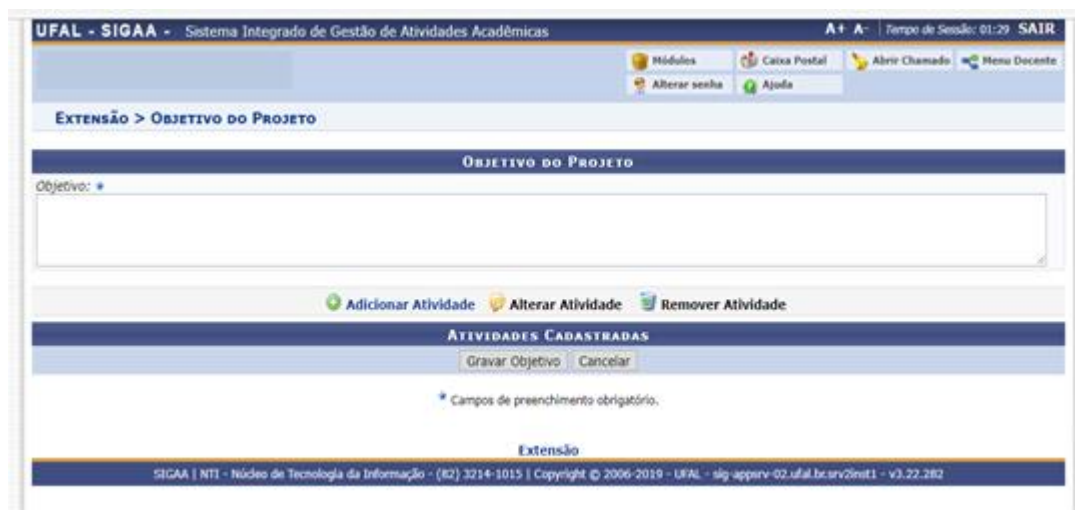 UFAL - SIGAA - Sistema Integrado de Gestão de Atividades Acadêmicas A+ A- Tempo de Sessão: 01:29 SAIR
Módulos Caixa Postal Abrir Chamado Menu Docente
Alterar senha Ajuda
EXTENSÃO > OBJETIVO DO PROJETO
OBJETIVO DO PROJETO
Objetivo: *
Adicionar Atividade Alterar Atividade Remover Atividade
ATIVIDADES CADASTRADAS
Gravar Objetivo Cancelar
* Campos de preenchimento obrigatório.
Extensão
SIGAA | NTI - Núcleo de Tecnologia da Informação - (82) 3214-1015 | Copyright © 2006-2019 - UFAL - sig-appsrv-02.ufal.br.srv2inst1 - v3.22.282